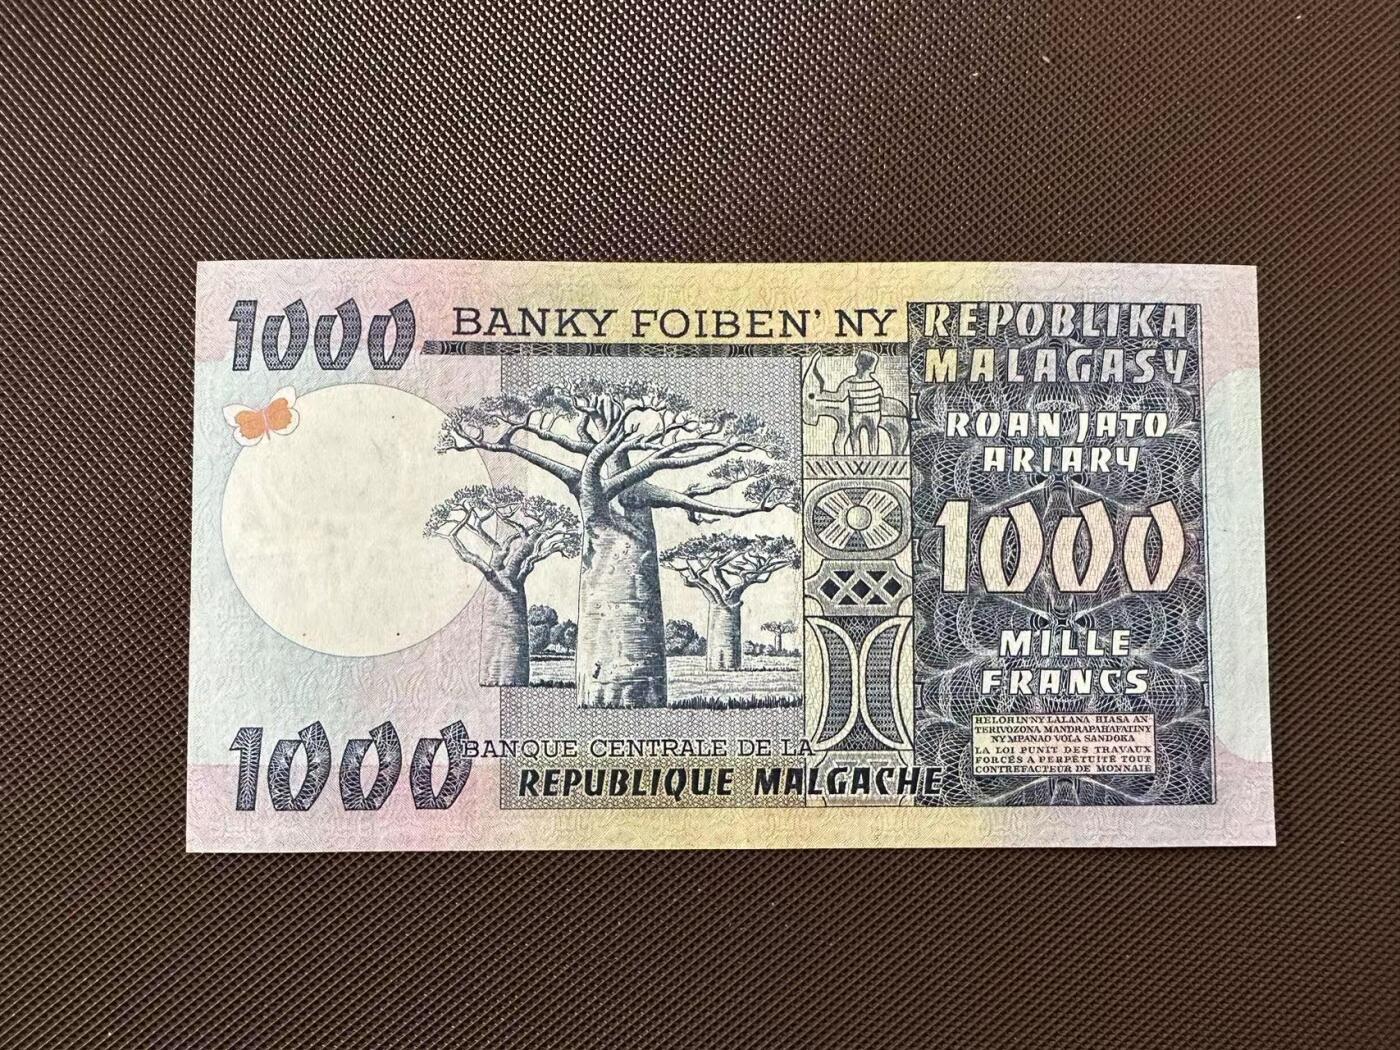 1000
BANKY FOIBEN' NY
REPOBLIKA
MALAGASY
ROAN JATO
ARIARY
1000
MILLE
FRANCS
HELOHIN'NY LALANA HIASA AN-
TERIVOZONA MANDRAPAHAFATINY
NY MPANAO VOLA SANDOKA
LA LOI PUNIT DES TRAVAUX
FORCÉS A PERPÉTUITÉ TOUT
CONTREFACTEUR DE MONNAIE
1000
BANQUE CENTRALE DE LA
REPUBLIQUE MALGACHE